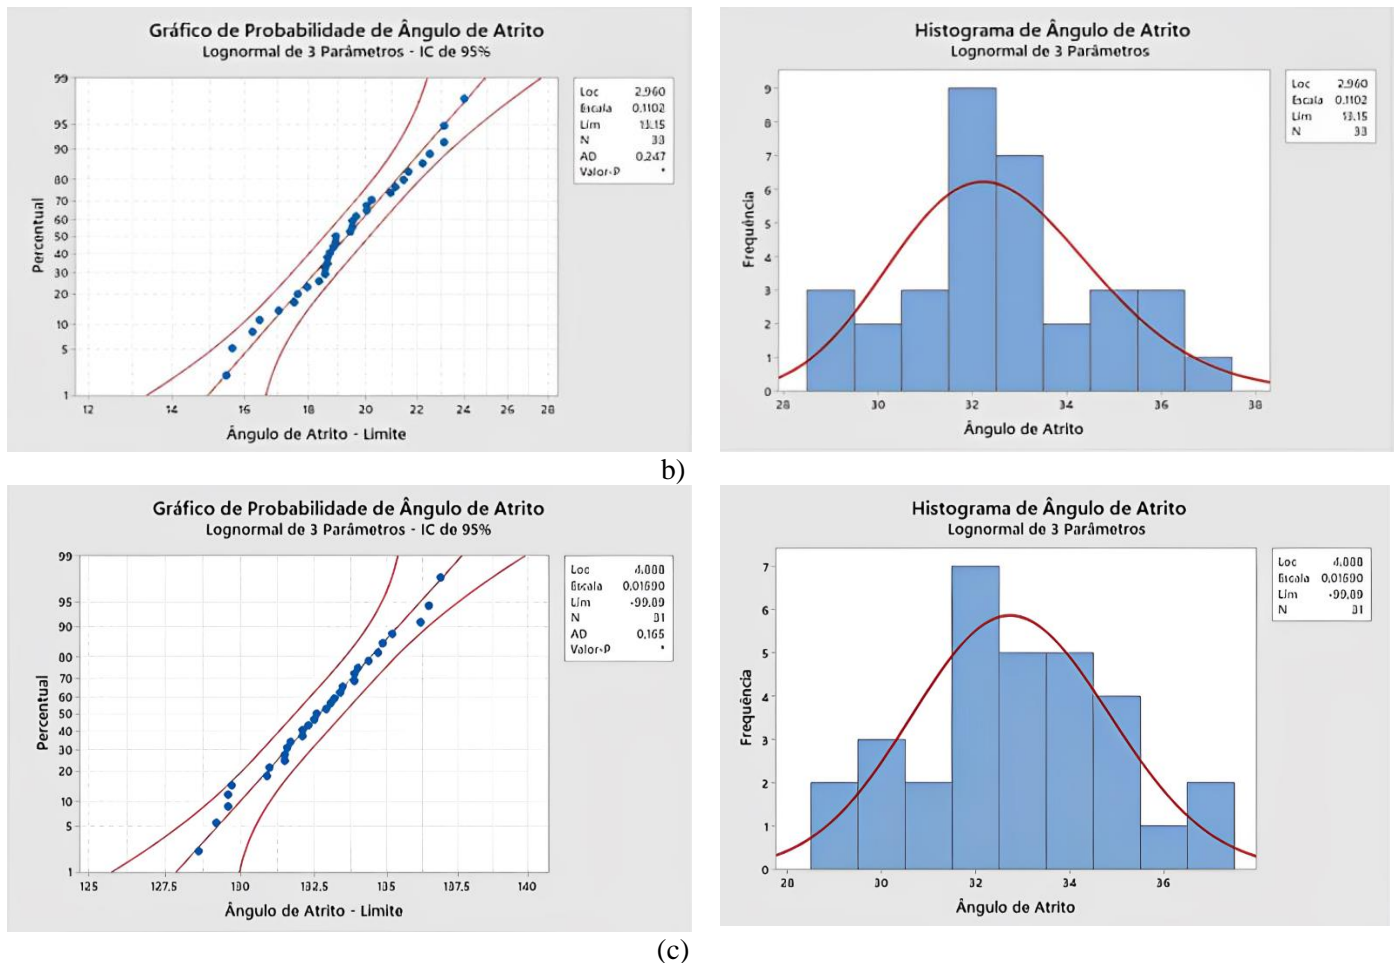 Gráfico de Probabilidade de Ângulo de Atrito
Lognormal de 3 Parâmetros - IC de 95%
99
95
90
80
70
60
50
40
30
20
10
5
1
Percentual
12 14 16 18 20 22 24 26 28
Ângulo de Atrito - Limite
Loc 2,960
Escala 0,1102
Lim 13,15
N 33
AD 0,247
Valor-P *
Histograma de Ângulo de Atrito
Lognormal de 3 Parâmetros
9
8
7
6
5
4
3
2
1
0
Frequência
28 30 32 34 36 38
Ângulo de Atrito
Loc 2,960
Escala 0,1102
Lim 13,15
N 33
b)
Gráfico de Probabilidade de Ângulo de Atrito
Lognormal de 3 Parâmetros - IC de 95%
99
95
90
80
70
60
50
40
30
20
10
5
1
Percentual
125 127,5 130 132,5 135 137,5 140
Ângulo de Atrito - Limite
Loc 4,888
Escala 0,01590
Lim -99,89
N 31
AD 0,165
Valor-P *
Histograma de Ângulo de Atrito
Lognormal de 3 Parâmetros
7
6
5
4
3
2
1
0
Frequência
28 30 32 34 36
Ângulo de Atrito
Loc 4,888
Escala 0,01590
Lim -99,89
N 31
(c)